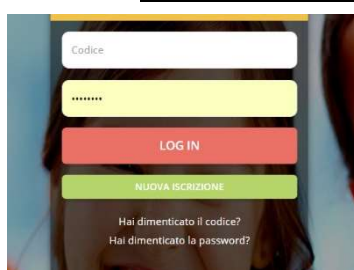 Codice
••••••••
LOG IN
NUOVA ISCRIZIONE
Hai dimenticato il codice?
Hai dimenticato la password?